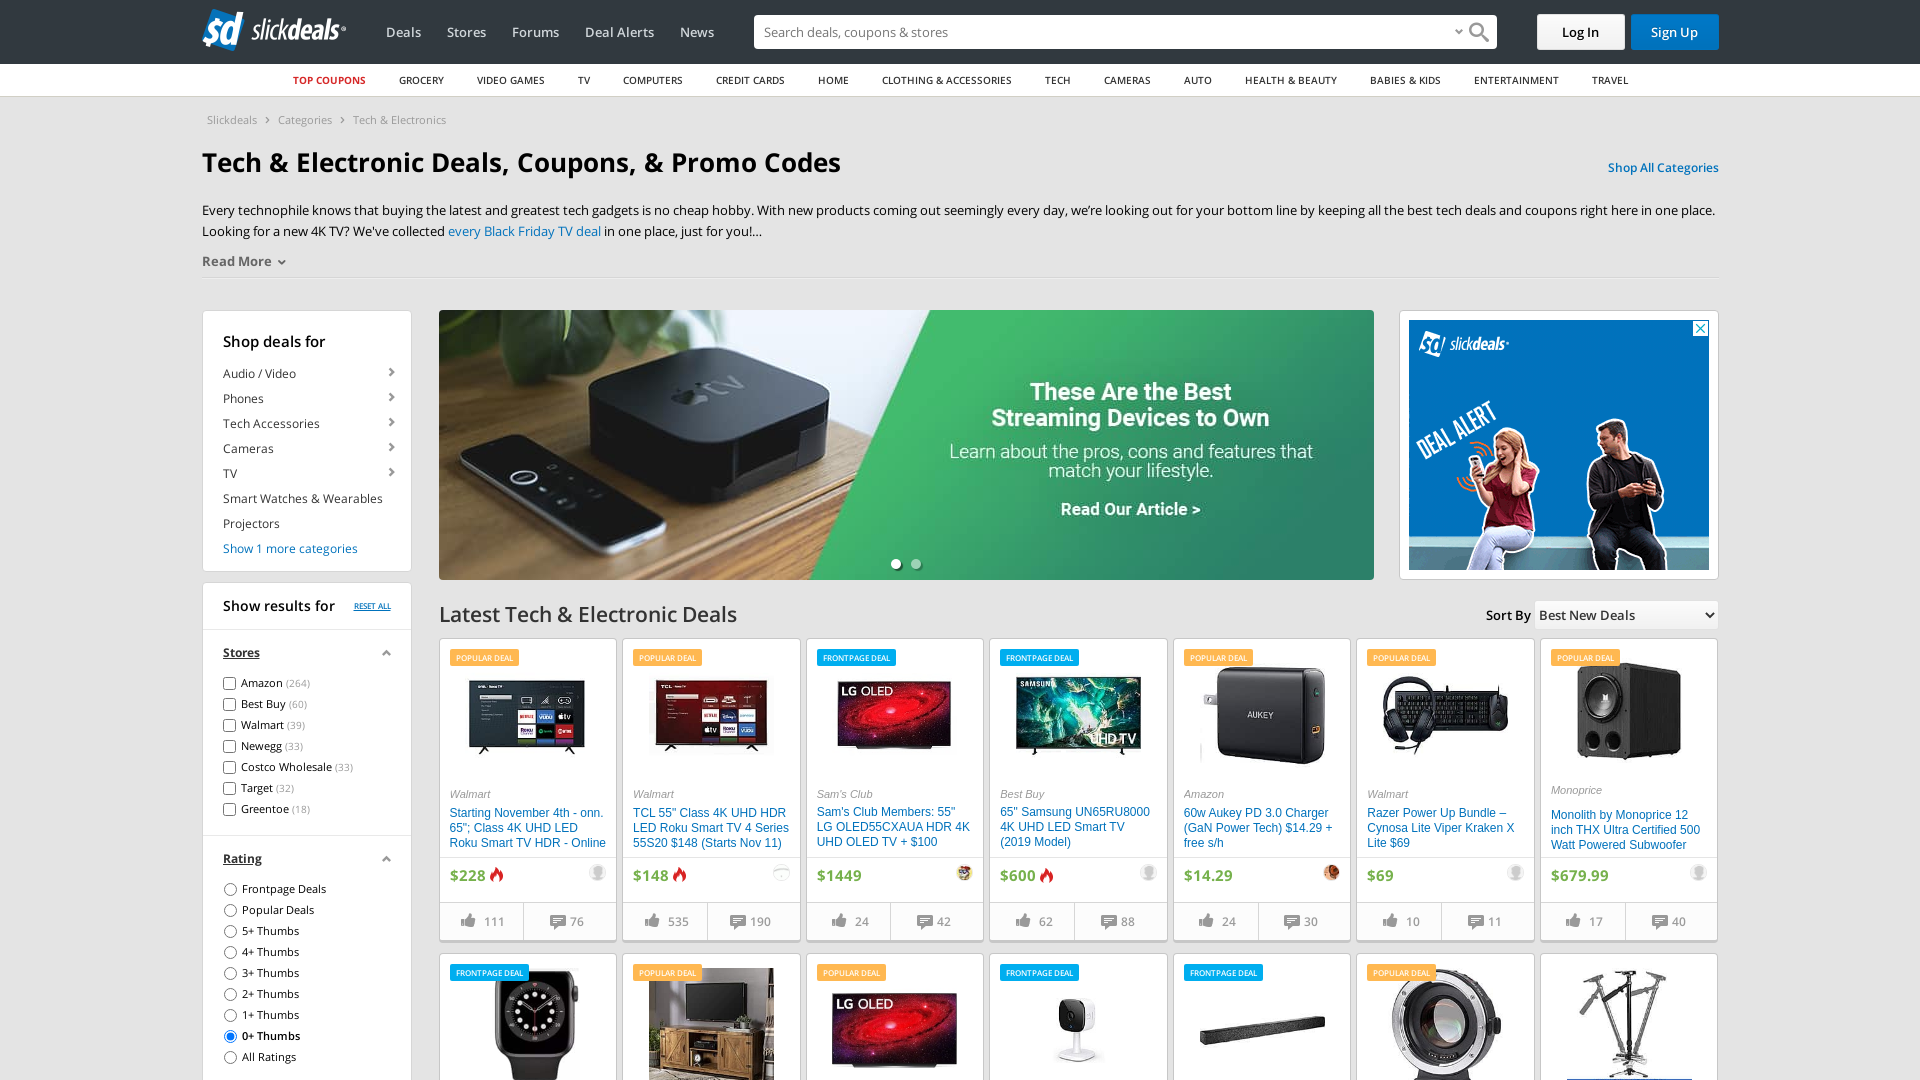 slickdeals
Deals
Stores
Forums
Deal Alerts
News
Search deals, coupons & stores
Log In
Sign Up
TOP COUPONS
GROCERY
VIDEO GAMES
TV
COMPUTERS
CREDIT CARDS
HOME
CLOTHING & ACCESSORIES
TECH
CAMERAS
AUTO
HEALTH & BEAUTY
BABIES & KIDS
ENTERTAINMENT
TRAVEL
Slickdeals > Categories > Tech & Electronics
Tech & Electronic Deals, Coupons, & Promo Codes
Shop All Categories
Every technophile knows that buying the latest and greatest tech gadgets is no cheap hobby. With new products coming out seemingly every day, we’re looking out for your bottom line by keeping all the best tech deals and coupons right here in one place.
Looking for a new 4K TV? We've collected every Black Friday TV deal in one place, just for you!...
Read More
Shop deals for
Audio / Video
Phones
Tech Accessories
Cameras
TV
Smart Watches & Wearables
Projectors
Show 1 more categories
Show results for
RESET ALL
Stores
Amazon (264)
Best Buy (60)
Walmart (39)
Newegg (33)
Costco Wholesale (33)
Target (32)
Greentoe (18)
Rating
Frontpage Deals
Popular Deals
5+ Thumbs
4+ Thumbs
3+ Thumbs
2+ Thumbs
1+ Thumbs
0+ Thumbs
All Ratings
tv
These Are the Best
Streaming Devices to Own
Learn about the pros, cons and features that
match your lifestyle.
Read Our Article >
sd slickdeals
DEAL ALERT
Latest Tech & Electronic Deals
Sort By
Best New Deals
POPULAR DEAL
Walmart
Starting November 4th - onn.
65"; Class 4K UHD LED
Roku Smart TV HDR - Online
$228
111
76
POPULAR DEAL
TCL
Walmart
TCL 55" Class 4K UHD HDR
LED Roku Smart TV 4 Series
55S20 $148 (Starts Nov 11)
$148
535
190
FRONTPAGE DEAL
LG OLED
Sam's Club
Sam's Club Members: 55"
LG OLED55CXAUA HDR 4K
UHD OLED TV + $100
$1449
24
42
FRONTPAGE DEAL
SAMSUNG
UHD TV
Best Buy
65" Samsung UN65RU8000
4K UHD LED Smart TV
(2019 Model)
$600
62
88
POPULAR DEAL
AUKEY
Amazon
60w Aukey PD 3.0 Charger
(GaN Power Tech) $14.29 +
free s/h
$14.29
24
30
POPULAR DEAL
Walmart
Razer Power Up Bundle –
Cynosa Lite Viper Kraken X
Lite $69
$69
10
11
POPULAR DEAL
Monoprice
Monolith by Monoprice 12
inch THX Ultra Certified 500
Watt Powered Subwoofer
$679.99
17
40
FRONTPAGE DEAL
POPULAR DEAL
POPULAR DEAL
LG OLED
FRONTPAGE DEAL
FRONTPAGE DEAL
POPULAR DEAL